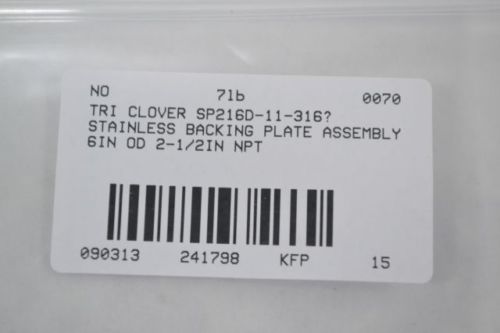 NO 7lb 0070
TRI CLOVER SP216D-11-316?
STAINLESS BACKING PLATE ASSEMBLY
6IN OD 2-1/2IN NPT
090313 241798 KFP 15